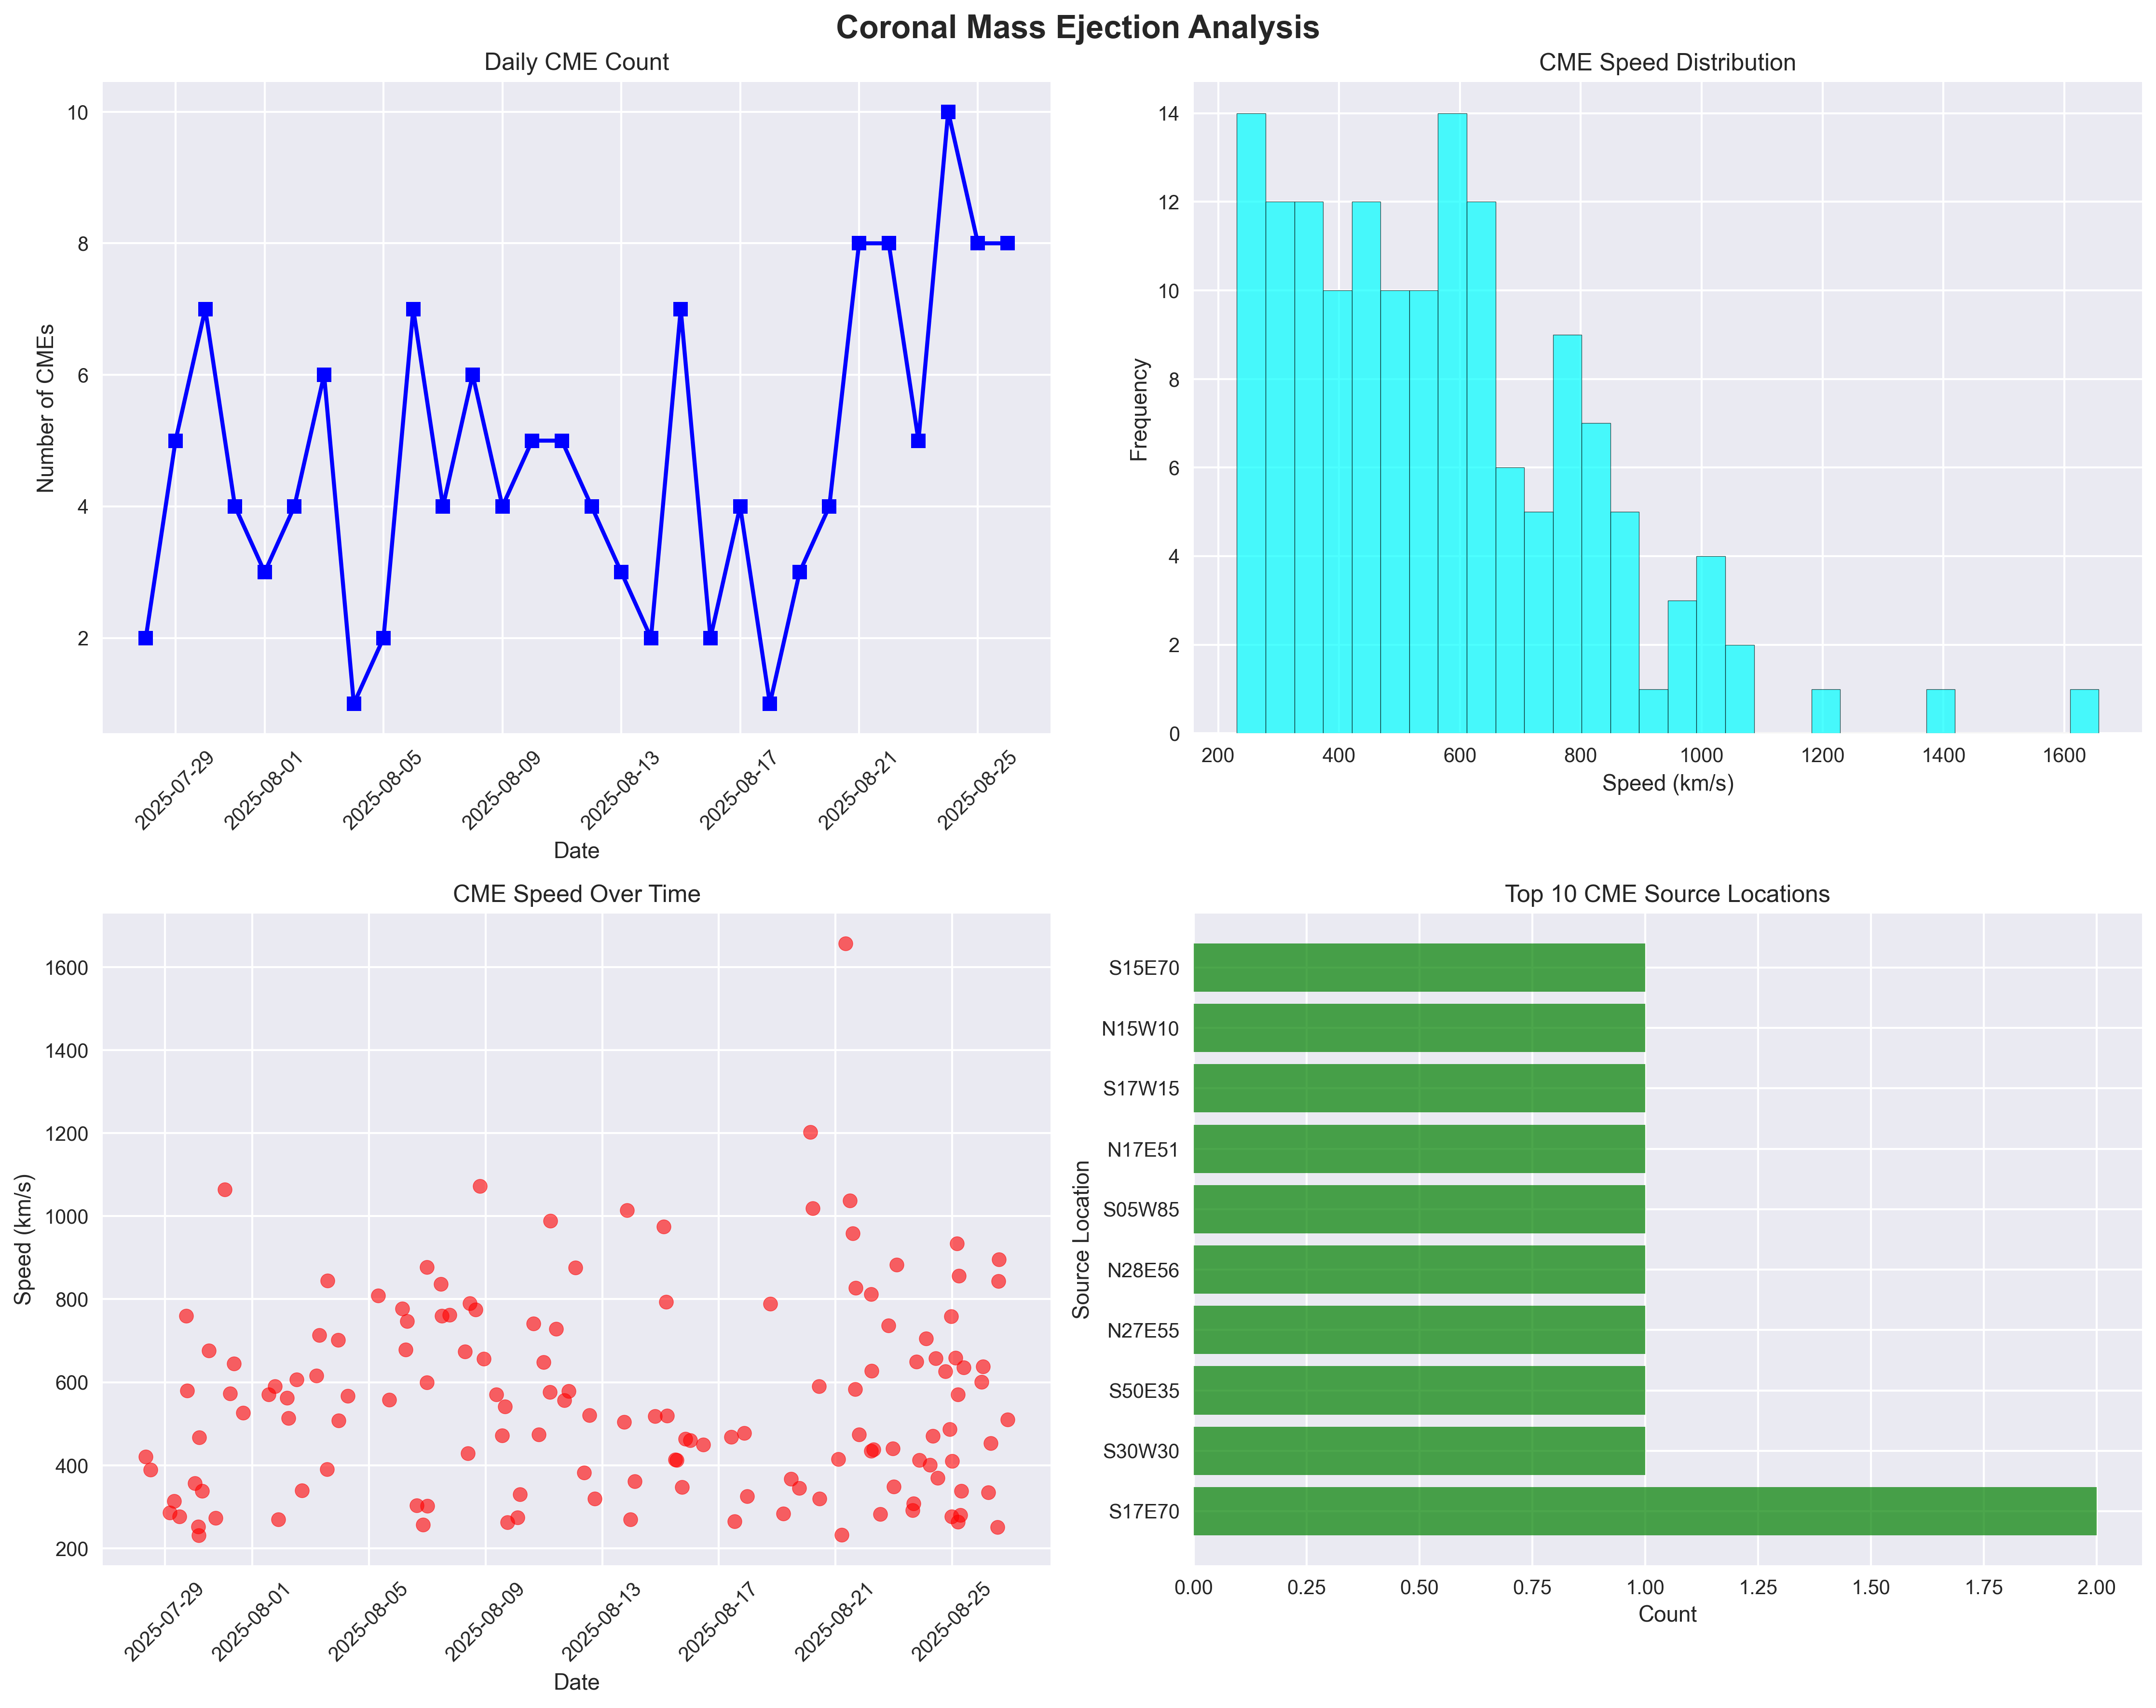 Coronal Mass Ejection Analysis
Daily CME Count
Number of CMEs
10
8
6
4
2
2025-07-29
2025-08-01
2025-08-05
2025-08-09
2025-08-13
2025-08-17
2025-08-21
2025-08-25
Date
CME Speed Distribution
Frequency
14
12
10
8
6
4
2
0
200
400
600
800
1000
1200
1400
1600
Speed (km/s)
CME Speed Over Time
Speed (km/s)
1600
1400
1200
1000
800
600
400
200
2025-07-29
2025-08-01
2025-08-05
2025-08-09
2025-08-13
2025-08-17
2025-08-21
2025-08-25
Date
Top 10 CME Source Locations
Source Location
S15E70
N15W10
S17W15
N17E51
S05W85
N28E56
N27E55
S50E35
S30W30
S17E70
0.00
0.25
0.50
0.75
1.00
1.25
1.50
1.75
2.00
Count